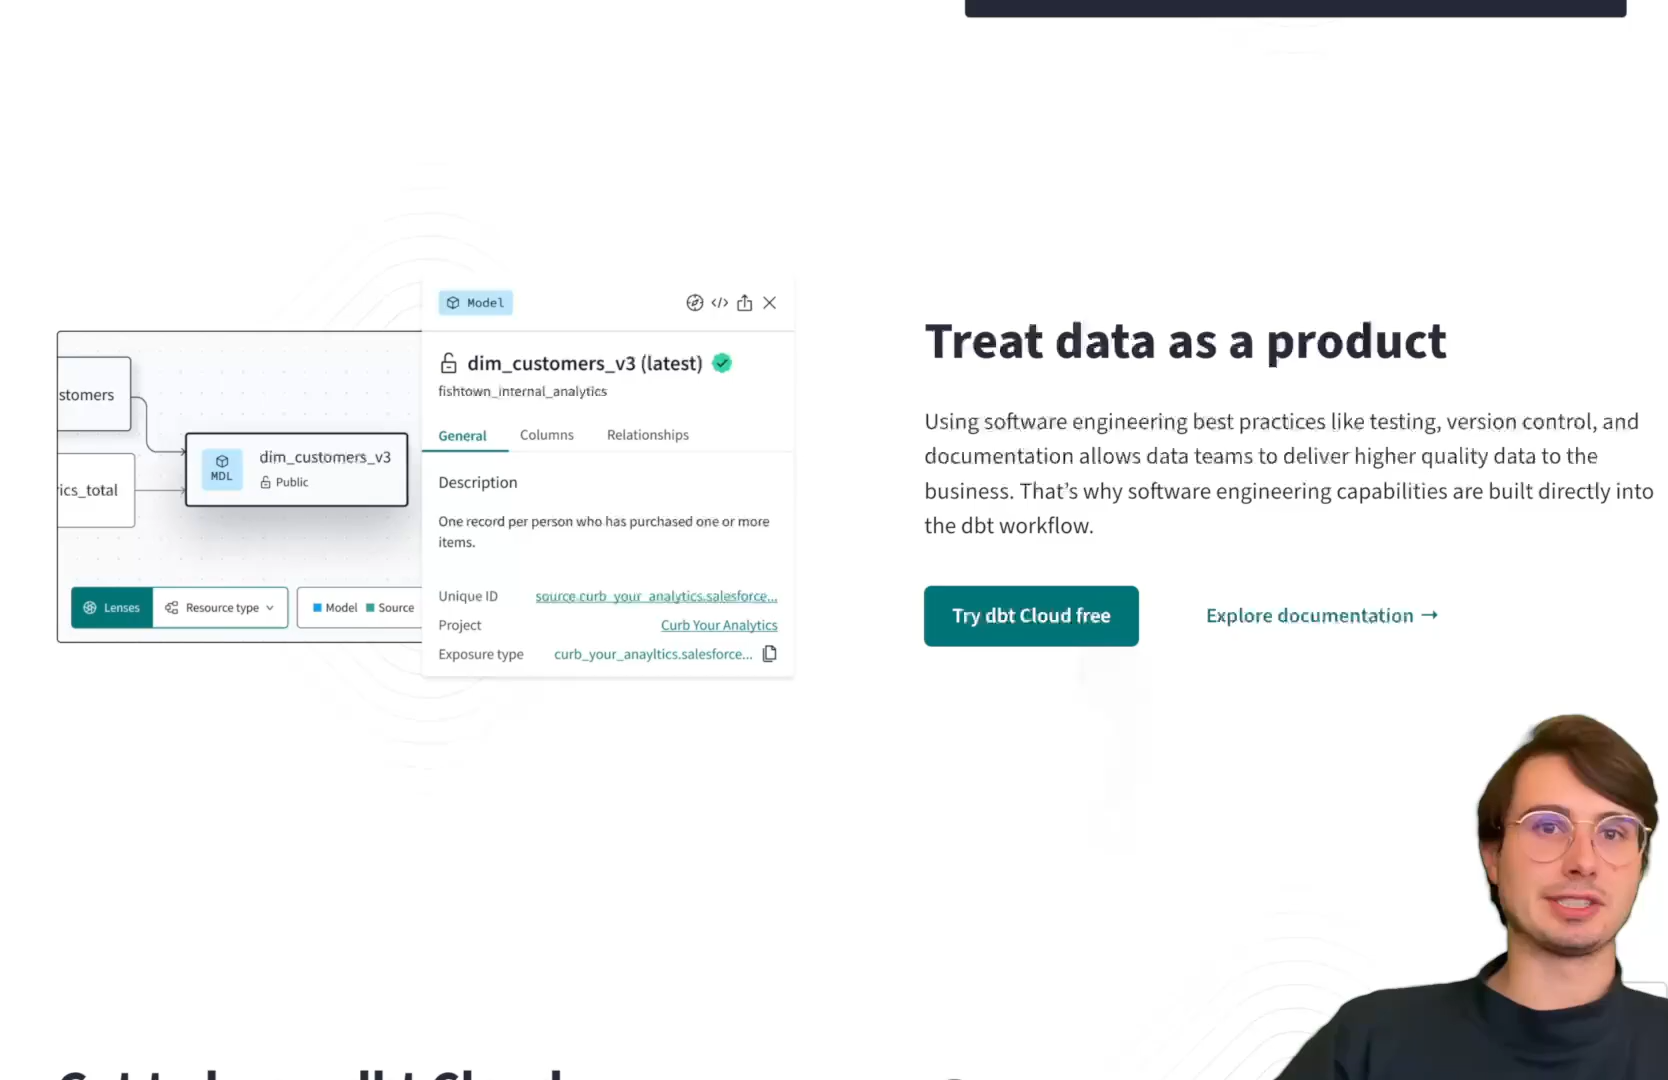 Model
</>
dim_customers_v3 (latest)
fishtown_internal_analytics
General
Columns
Relationships
Description
One record per person who has purchased one or more
items.
Unique ID
source.curb_your_analytics.salesforce...
Project
Curb Your Analytics
Exposure type
curb_your_anayltics.salesforce...
stomers
ics_total
MDL
dim_customers_v3
Public
Lenses
Resource type
Model
Source
Treat data as a product
Using software engineering best practices like testing, version control, and
documentation allows data teams to deliver higher quality data to the
business. That’s why software engineering capabilities are built directly into
the dbt workflow.
Try dbt Cloud free
Explore documentation →